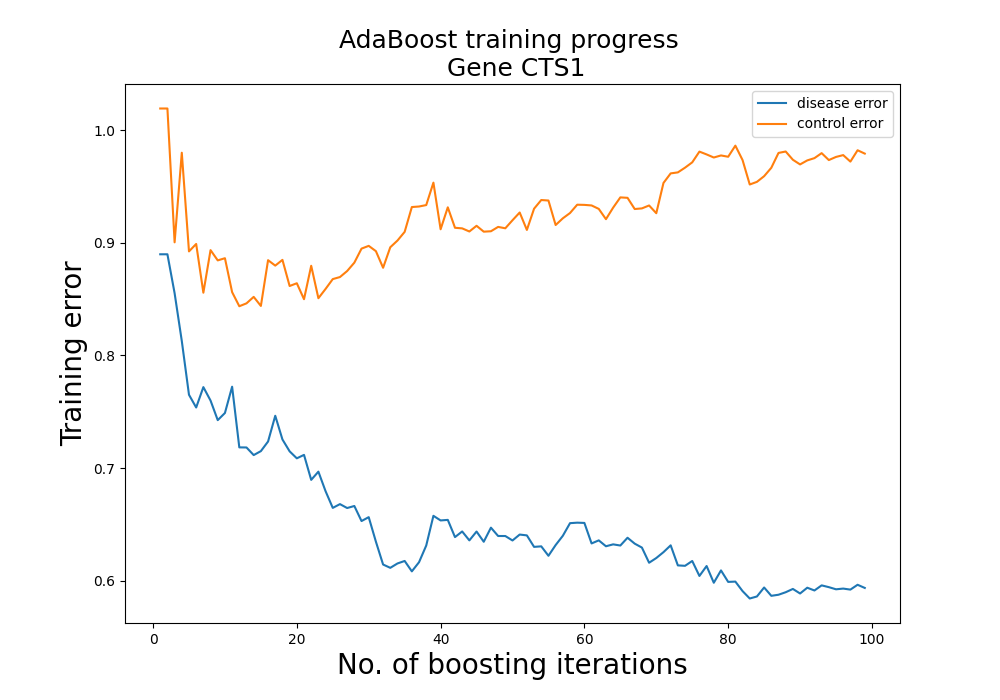 AdaBoost training progress
Gene CTS1
disease error
control error
Training error
1.0
0.9
0.8
0.7
0.6
0
20
40
60
80
100
No. of boosting iterations